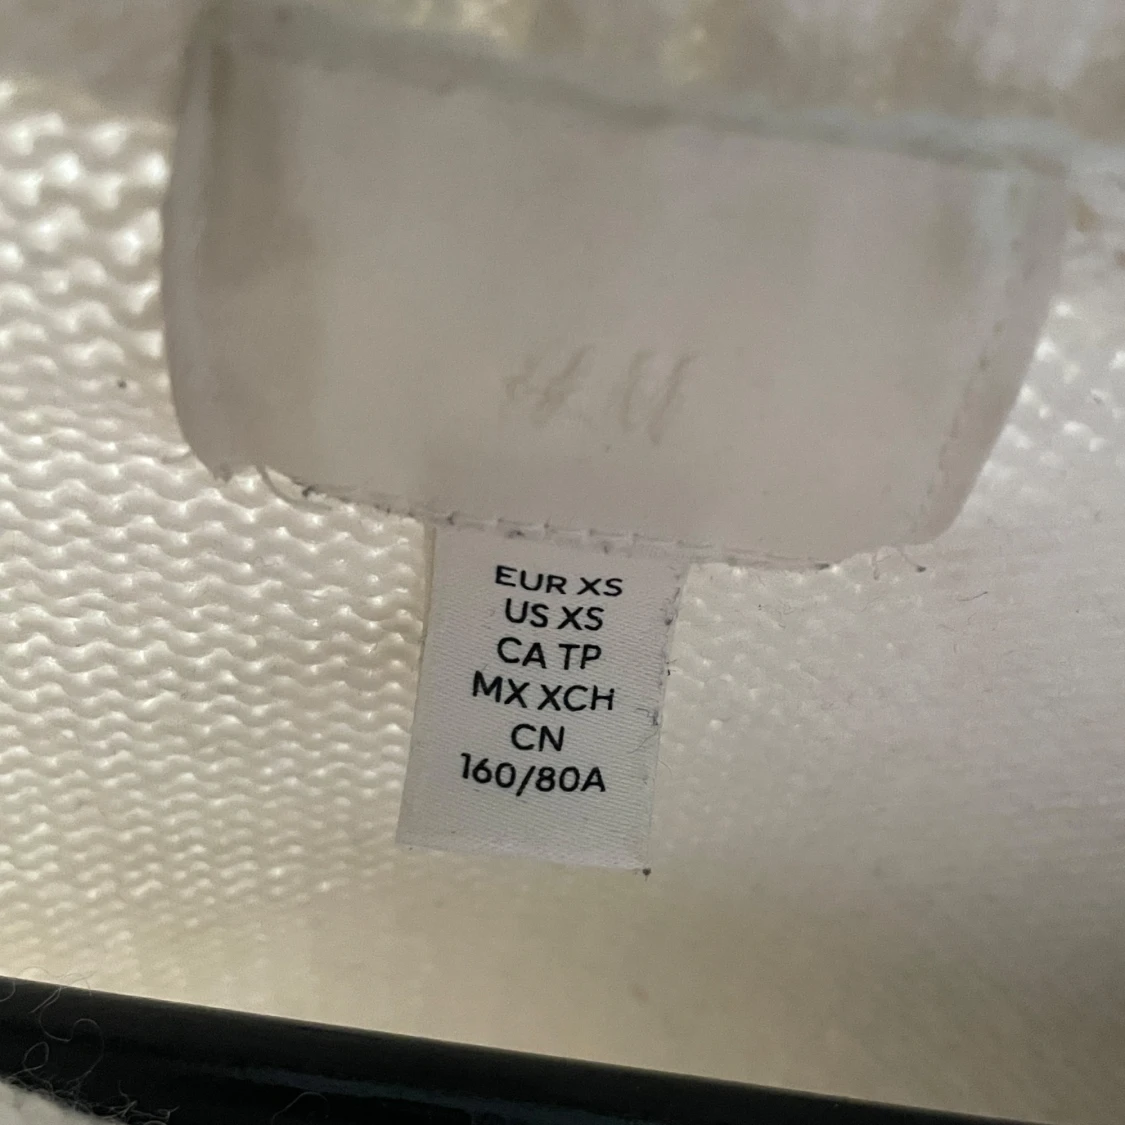 H&M
EUR XS
US XS
CA TP
MX XCH
CN
160/80A